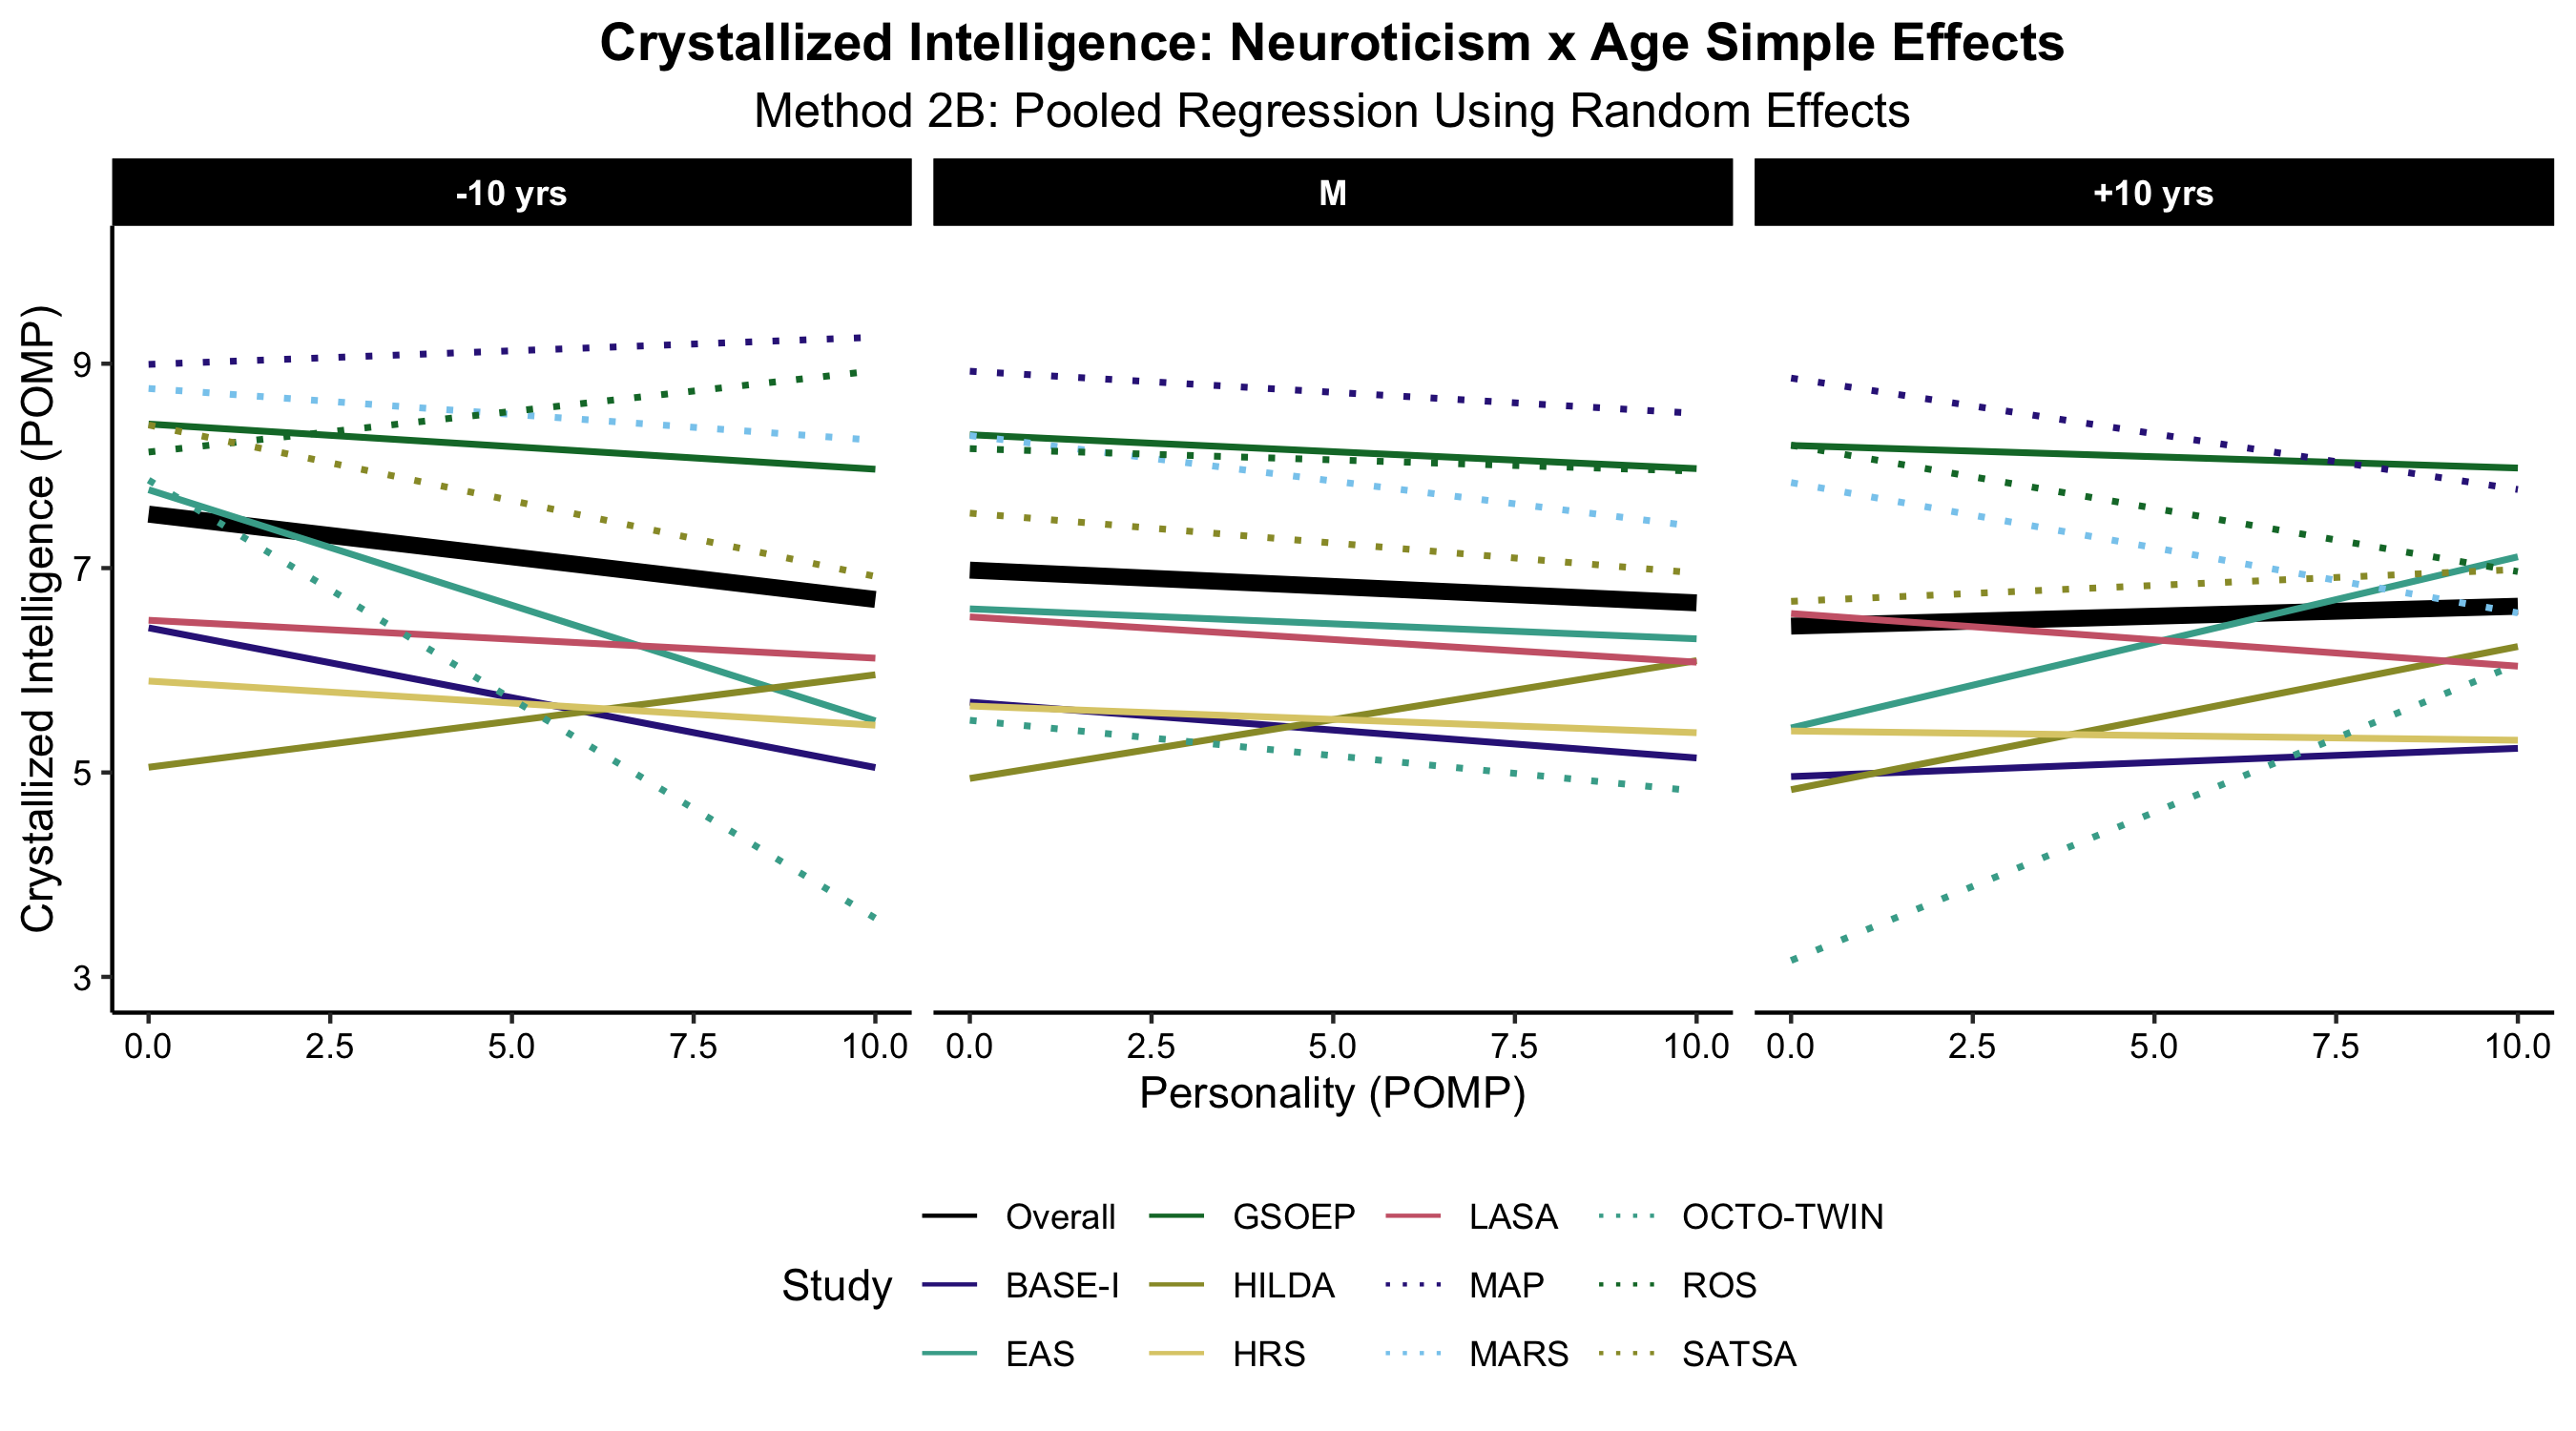 Crystallized Intelligence: Neuroticism x Age Simple Effects
Method 2B: Pooled Regression Using Random Effects
-10 yrs M +10 yrs
Crystallized Intelligence (POMP)
9
7
5
3
0.0 2.5 5.0 7.5 10.0 0.0 2.5 5.0 7.5 10.0 0.0 2.5 5.0 7.5 10.0
Personality (POMP)
Study
Overall GSOEP LASA OCTO-TWIN
BASE-I HILDA MAP ROS
EAS HRS MARS SATSA